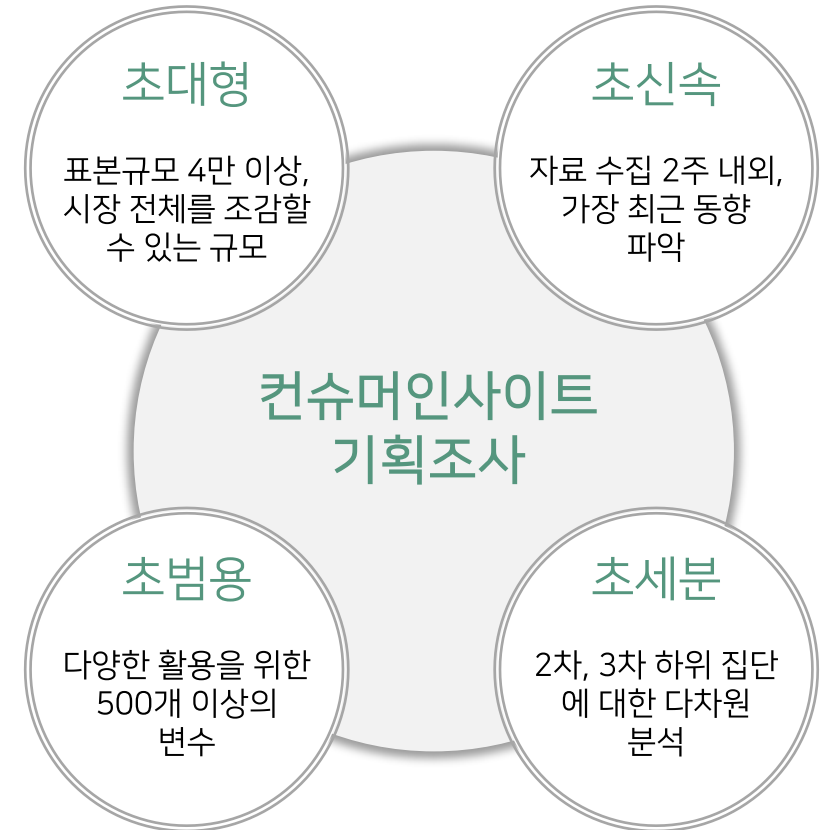 초대형
표본규모 4만 이상,
시장 전체를 조감할
수 있는 규모
초신속
자료 수집 2주 내외,
가장 최근 동향
파악
컨슈머인사이트
기획조사
초범용
다양한 활용을 위한
500개 이상의
변수
초세분
2차, 3차 하위 집단
에 대한 다차원
분석